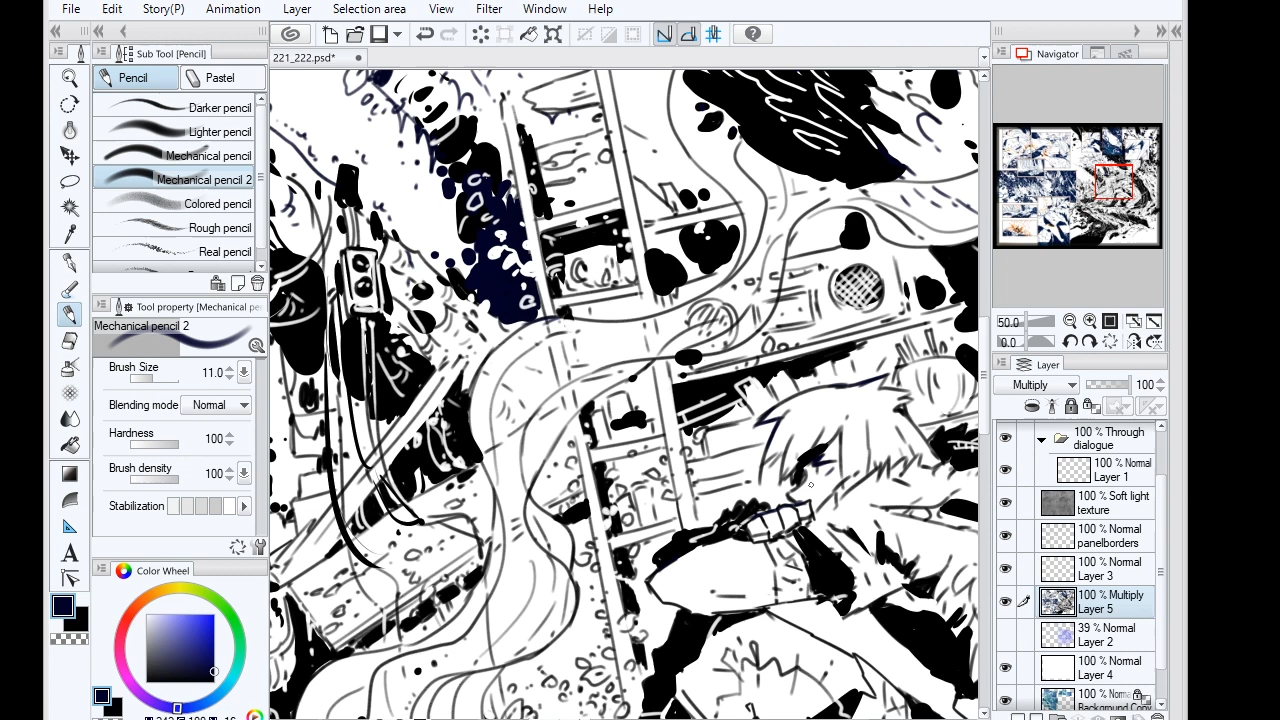 File Edit Story(P) Animation Layer Selection area View Filter Window Help
Sub Tool [Pencil]
221_222.psd*
Navigator
Pencil Pastel
Darker pencil
Lighter pencil
Mechanical pencil
Mechanical pencil 2
Colored pencil
Rough pencil
Real pencil
Tool property [Mechanical pe
Mechanical pencil 2
Brush Size 11.0
Blending mode Normal
Hardness 100
Brush density 100
Stabilization
Color Wheel
50.0
0.0
Layer
Multiply 100
100 % Through
dialogue
100 % Normal
Layer 1
100 % Soft light
texture
100 % Normal
panelborders
100 % Normal
Layer 3
100 % Multiply
Layer 5
39 % Normal
Layer 2
100 % Normal
Layer 4
100 % Norma
Background Copy